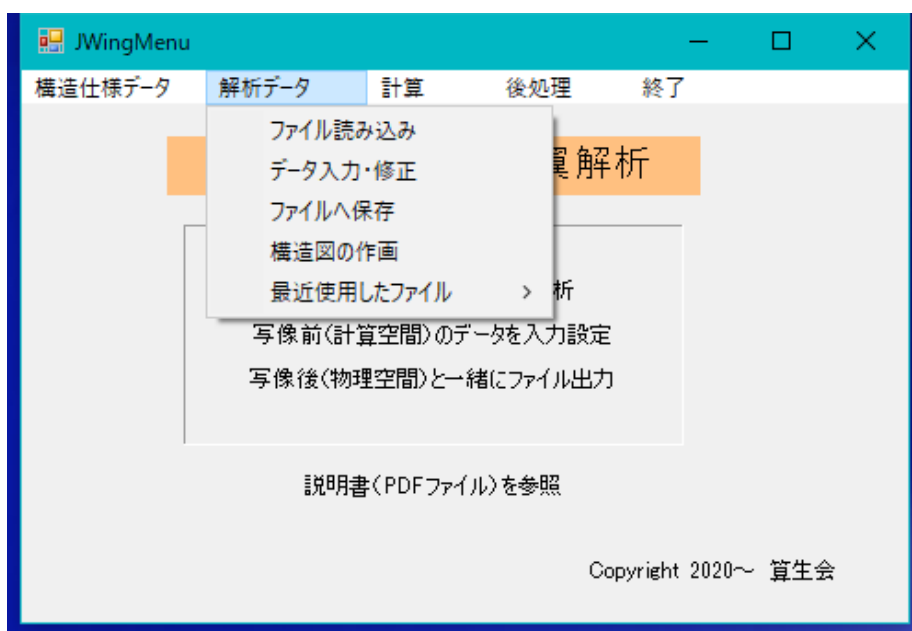 JWingMenu
構造仕様データ 解析データ 計算 後処理 終了
ファイル読み込み
データ入力・修正
ファイルへ保存
構造図の作画
最近使用したファイル >
翼解析
析
写像前(計算空間)のデータを入力設定
写像後(物理空間)と一緒にファイル出力
説明書(PDFファイル)を参照
Copyright 2020～ 算生会